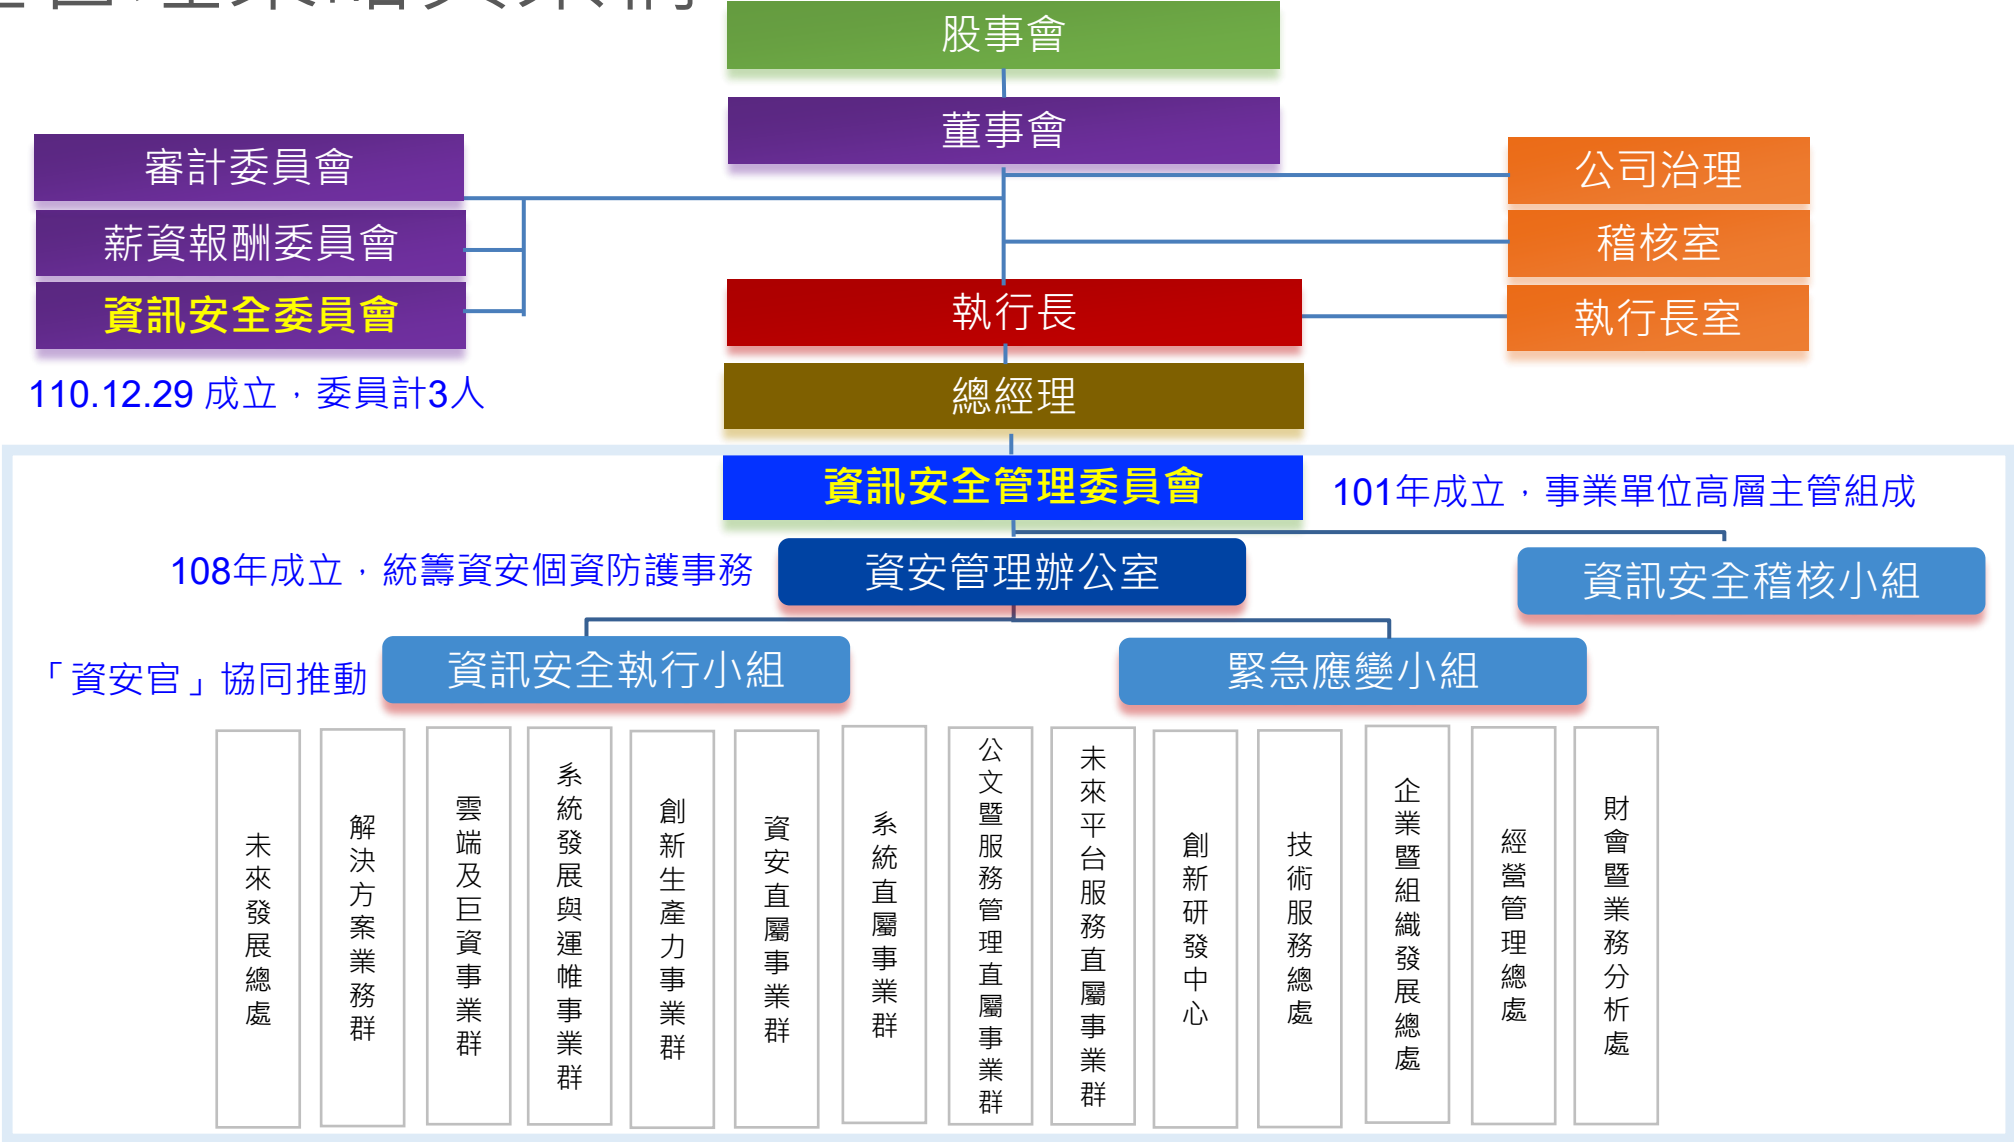 股事會
董事會
審計委員會
薪資報酬委員會
資訊安全委員會
110.12.29 成立，委員計3人
公司治理
稽核室
執行長
執行長室
總經理
資訊安全管理委員會
101年成立，事業單位高層主管組成
108年成立，統籌資安個資防護事務
資安管理辦公室
資訊安全稽核小組
「資安官」協同推動
資訊安全執行小組
緊急應變小組
未來發展總處
解決方案業務群
雲端及巨資事業群
系統發展與運帷事業群
創新生產力事業群
資安直屬事業群
系統直屬事業群
公文暨服務管理直屬事業群
未來平台服務直屬事業群
創新研發中心
技術服務總處
企業暨組織發展總處
經營管理總處
財會暨業務分析處